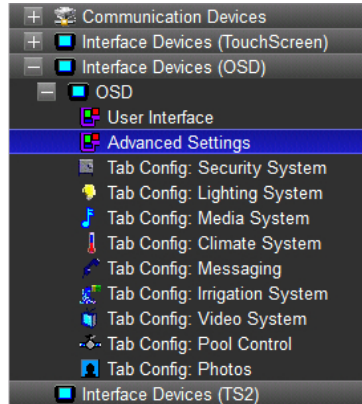 Communication Devices
Interface Devices (TouchScreen)
Interface Devices (OSD)
OSD
User Interface
Advanced Settings
Tab Config: Security System
Tab Config: Lighting System
Tab Config: Media System
Tab Config: Climate System
Tab Config: Messaging
Tab Config: Irrigation System
Tab Config: Video System
Tab Config: Pool Control
Tab Config: Photos
Interface Devices (TS2)